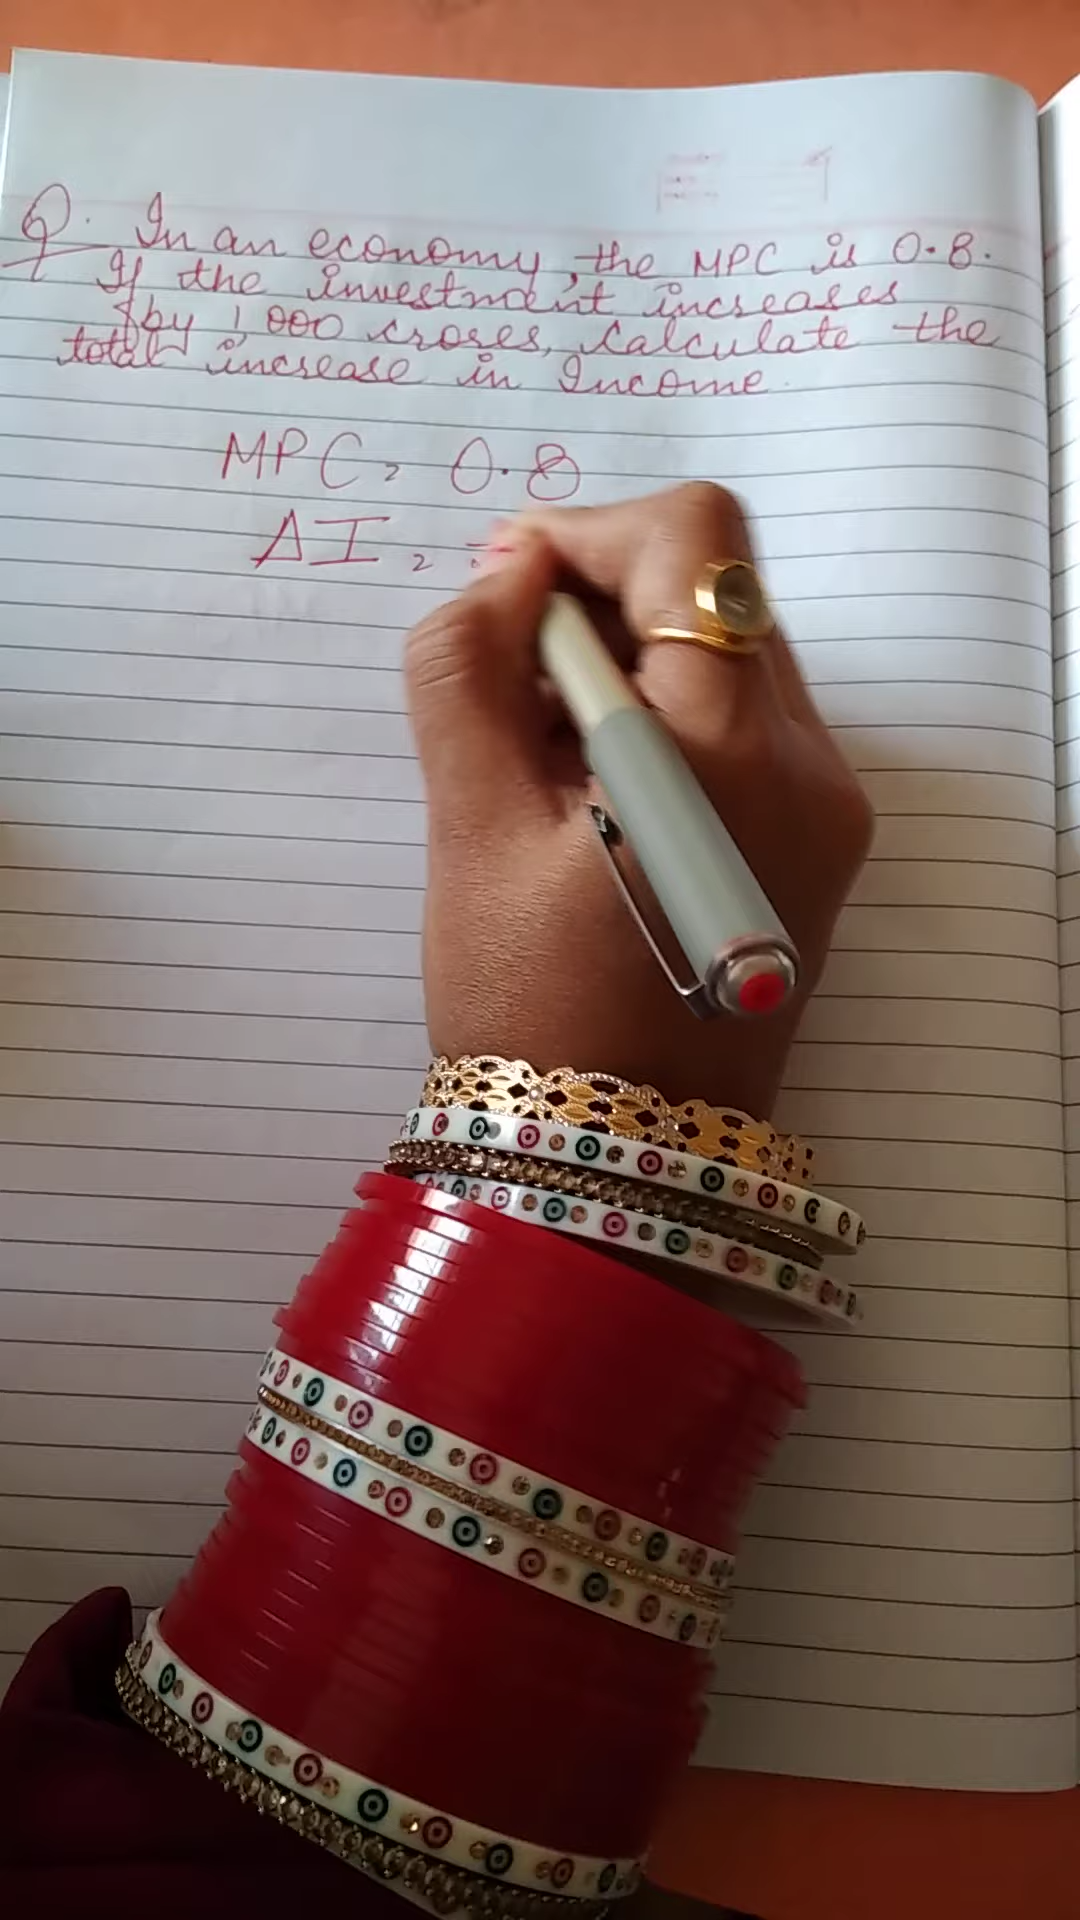 Q. In an economy, the MPC is 0.8.
If the investment increases
by 1,000 crores, Calculate the
total increase in Income.
MPC = 0.8
ΔI =